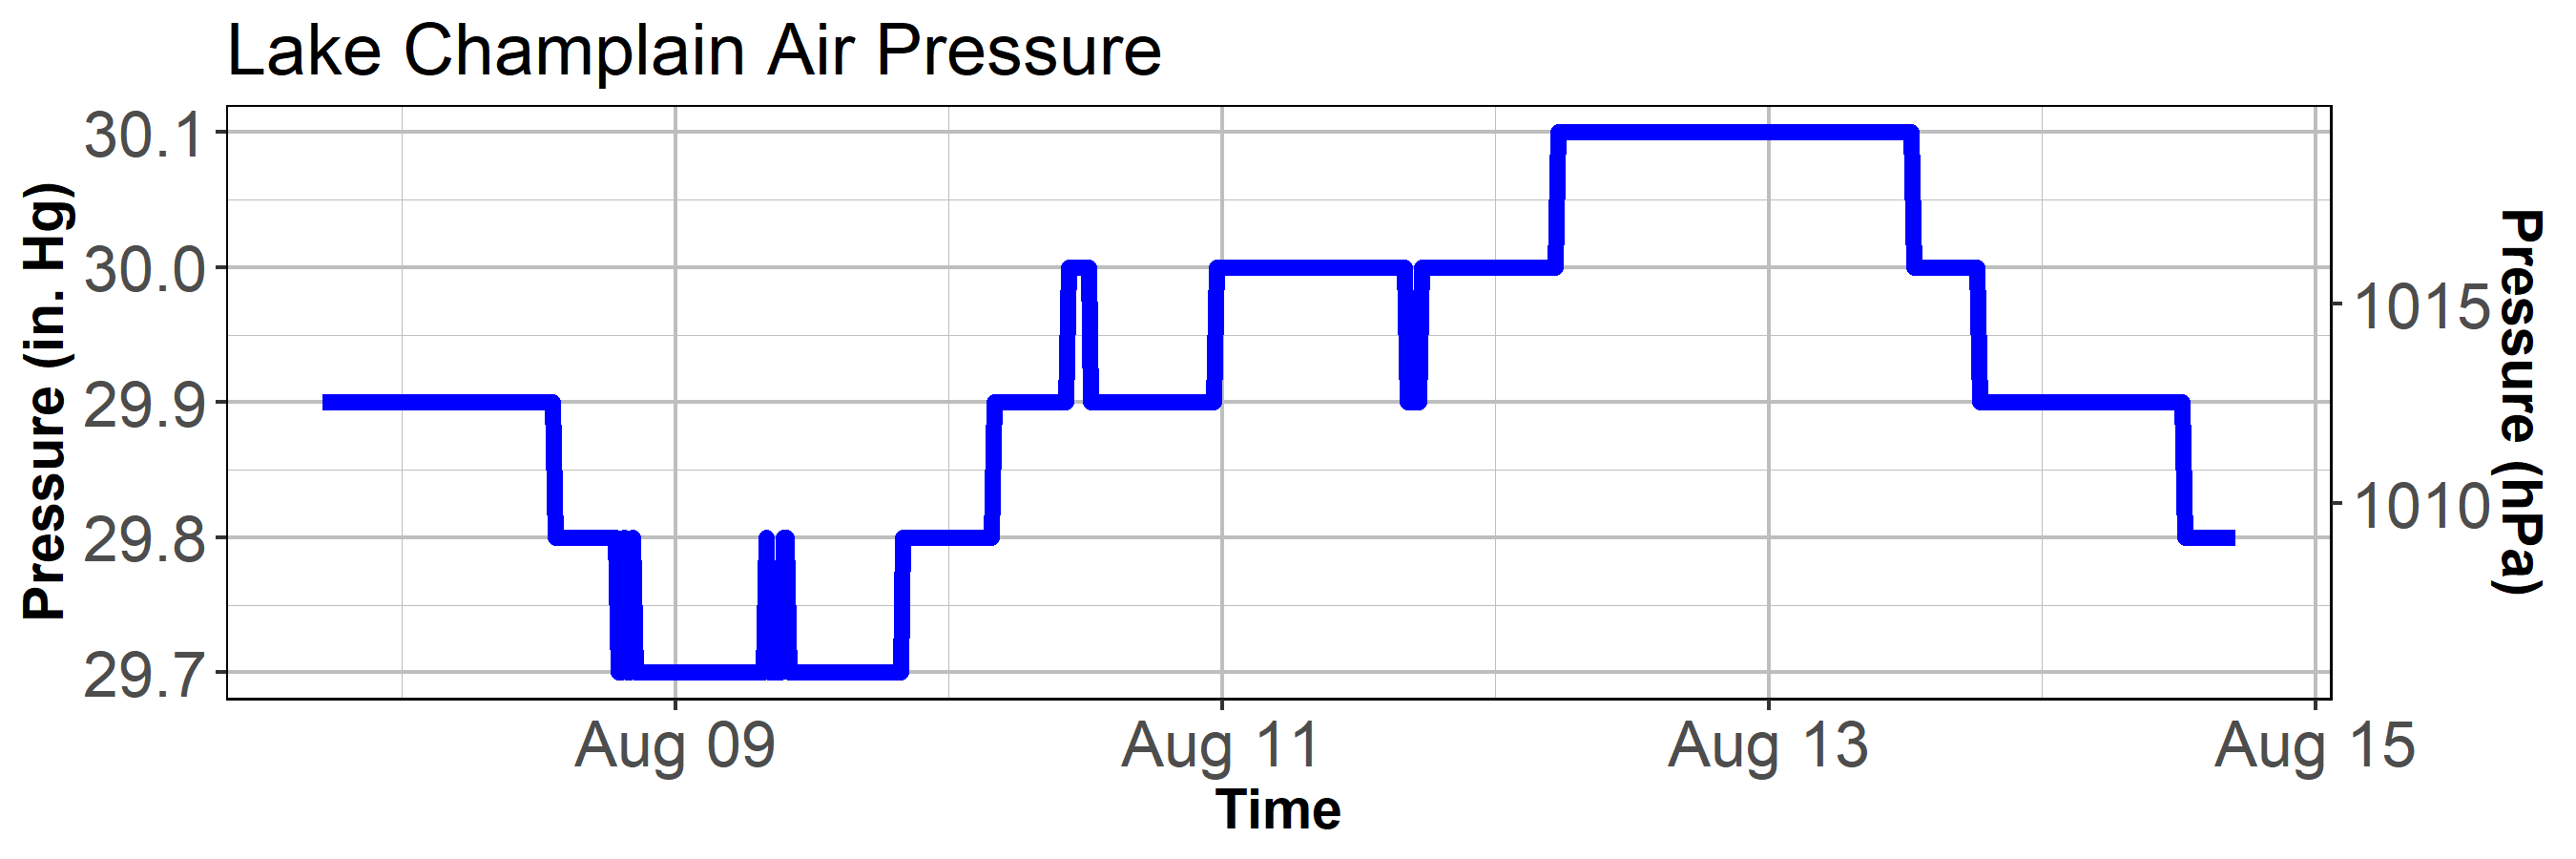 Lake Champlain Air Pressure
Pressure (in. Hg)
30.1
30.0
29.9
29.8
29.7
1015
1010
Pressure (hPa)
Aug 09 Aug 11 Aug 13 Aug 15
Time